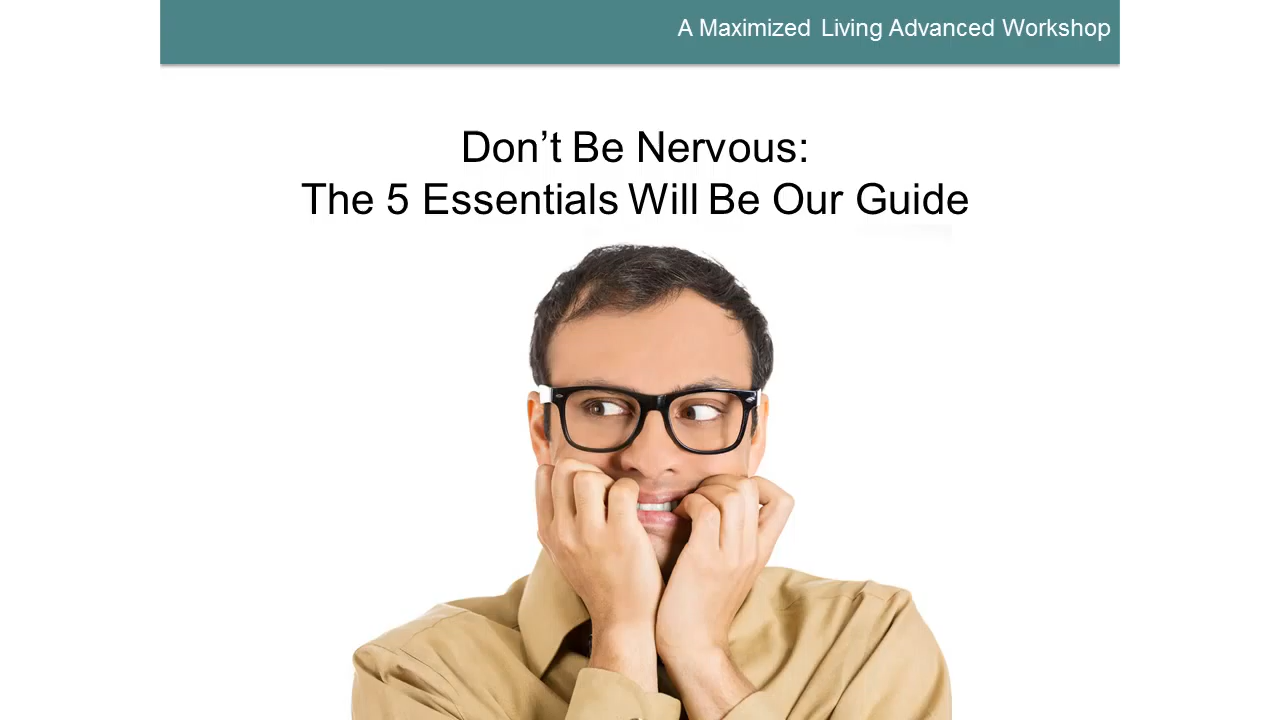 A Maximized Living Advanced Workshop
Don’t Be Nervous:
The 5 Essentials Will Be Our Guide